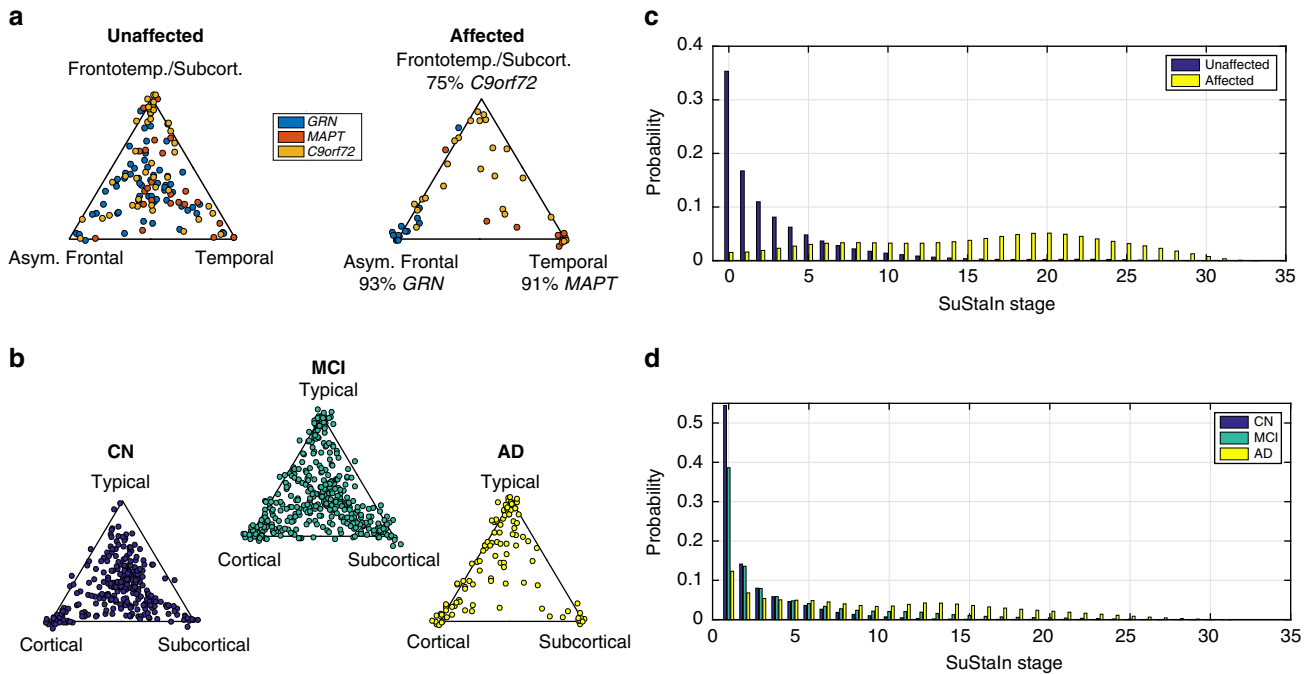 a
Unaffected
Frontotemp./Subcort.
Asym. Frontal
Temporal
GRN
MAPT
C9orf72
Affected
Frontotemp./Subcort.
75% C9orf72
Asym. Frontal
93% GRN
Temporal
91% MAPT
b
CN
Typical
Cortical
Subcortical
MCI
Typical
Cortical
Subcortical
AD
Typical
Cortical
Subcortical
c
0.4
0.3
0.2
0.1
0
Probability
Unaffected
Affected
0 5 10 15 20 25 30 35
SuStaIn stage
d
0.5
0.4
0.3
0.2
0.1
0
Probability
CN
MCI
AD
0 5 10 15 20 25 30 35
SuStaIn stage